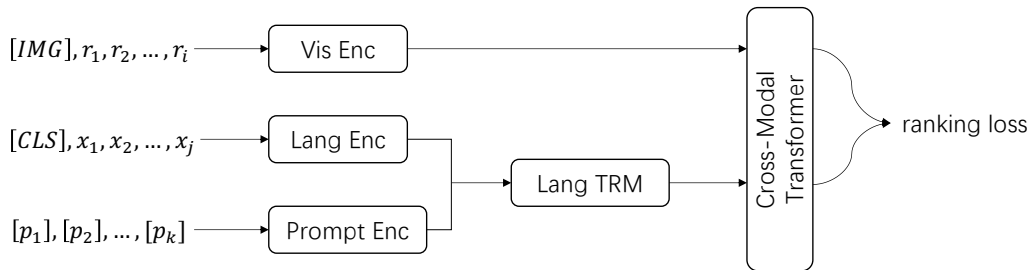 [IMG], r₁, r₂, ..., rᵢ
Vis Enc
[CLS], x₁, x₂, ..., xⱼ
Lang Enc
[p₁], [p₂], ..., [pₖ]
Prompt Enc
Lang TRM
Cross-Modal
Transformer
ranking loss